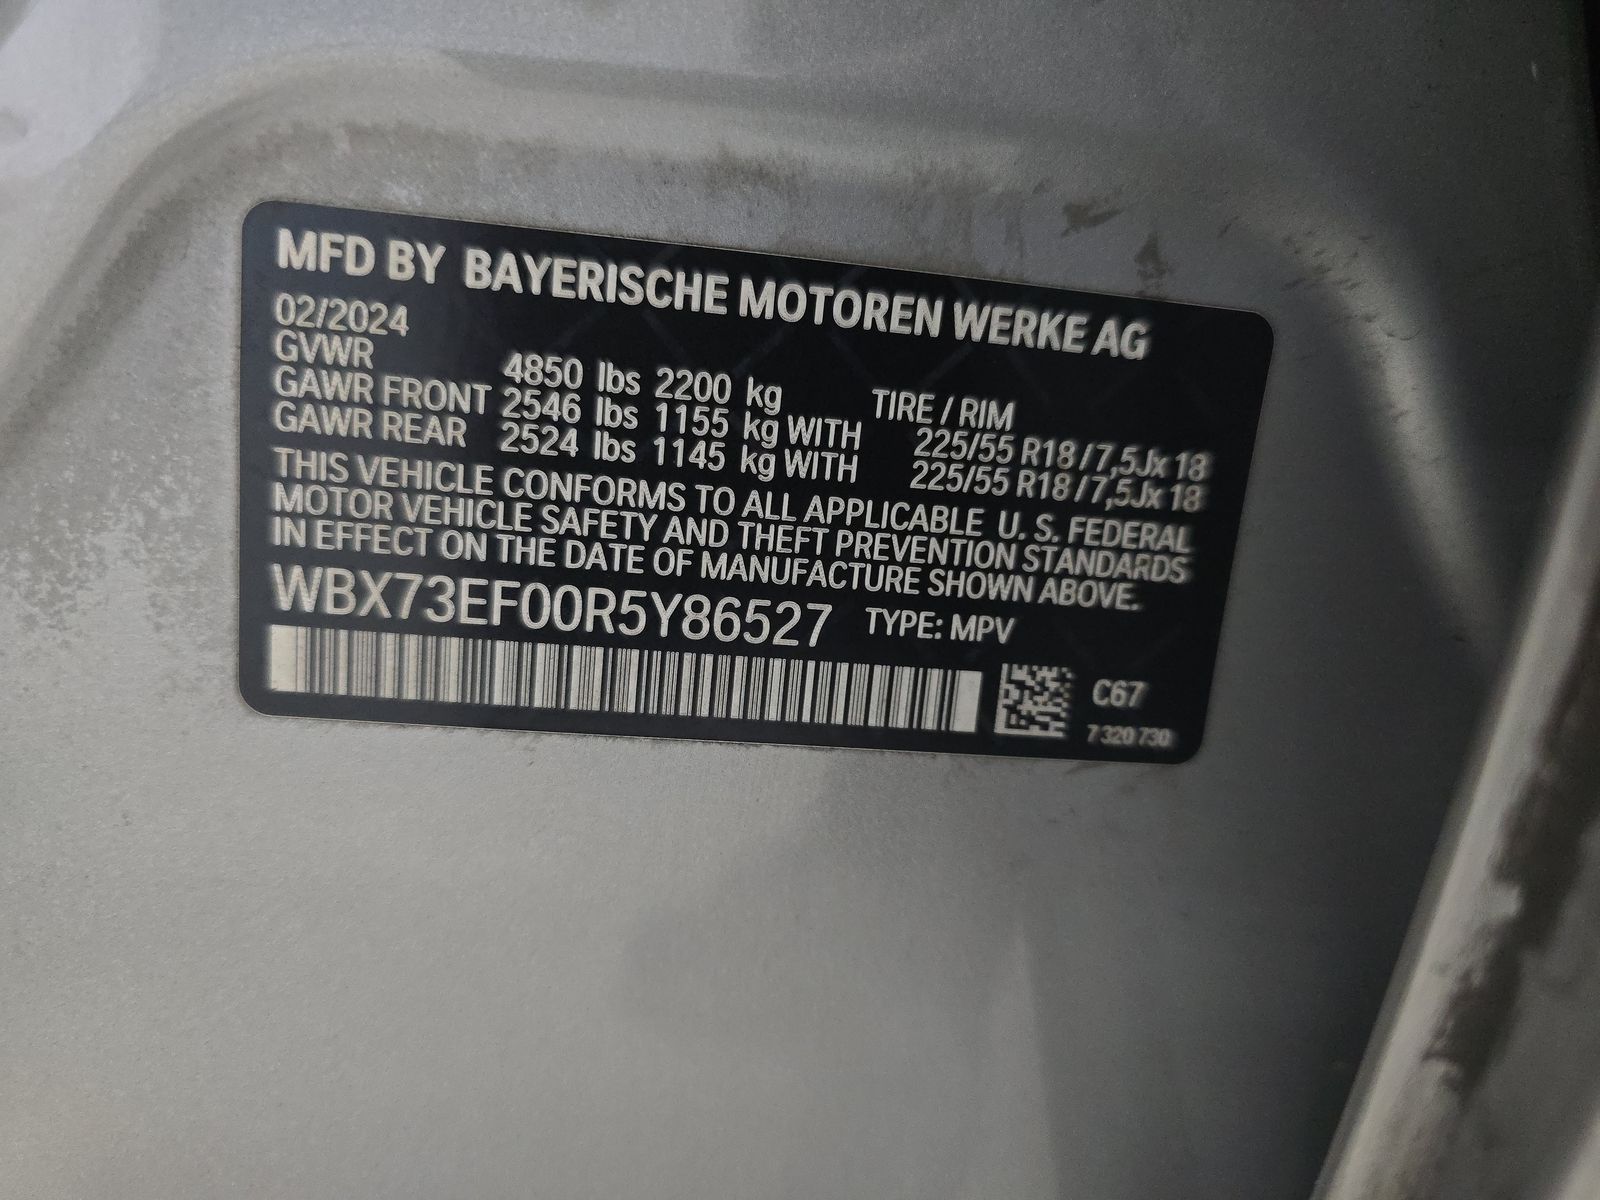 MFD BY BAYERISCHE MOTOREN WERKE AG
02/2024
GVWR 4850 lbs 2200 kg TIRE / RIM
GAWR FRONT 2546 lbs 1155 kg WITH 225/55 R18 / 7,5Jx 18
GAWR REAR 2524 lbs 1145 kg WITH 225/55 R18 / 7,5Jx 18
THIS VEHICLE CONFORMS TO ALL APPLICABLE U. S. FEDERAL
MOTOR VEHICLE SAFETY AND THEFT PREVENTION STANDARDS
IN EFFECT ON THE DATE OF MANUFACTURE SHOWN ABOVE.
WBX73EF00R5Y86527 TYPE: MPV
C67
7 320 730